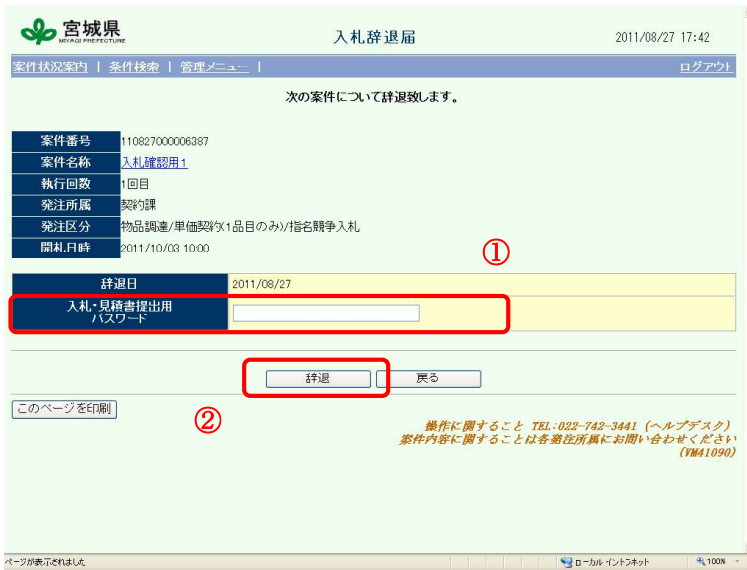 宮城県
MIYAGI PREFECTURE
入札辞退届
2011/08/27 17:42
案件状況案内 | 条件検索 | 管理メニュー |
ログアウト
次の案件について辞退致します。
案件番号 110827000006387
案件名称 入札確認用1
執行回数 1回目
発注所属 契約課
発注区分 物品調達/単価契約(1品目のみ)/指名競争入札
開札日時 2011/10/03 10:00
①
辞退日 2011/08/27
入札・見積書提出用
パスワード
辞退 戻る
このページを印刷
②
操作に関すること TEL:022-742-3441 (ヘルプデスク)
案件内容に関することは各発注所属にお問い合わせください
(VM41090)
ページが表示されました
ローカル イントラネット
100%